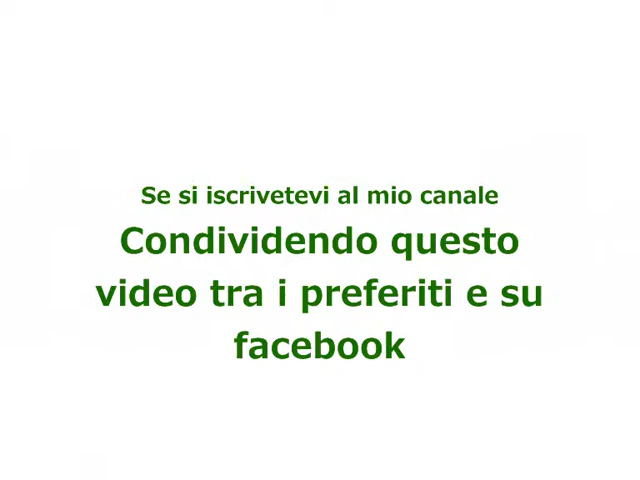 Se si iscrivetevi al mio canale
Condividendo questo
video tra i preferiti e su
facebook